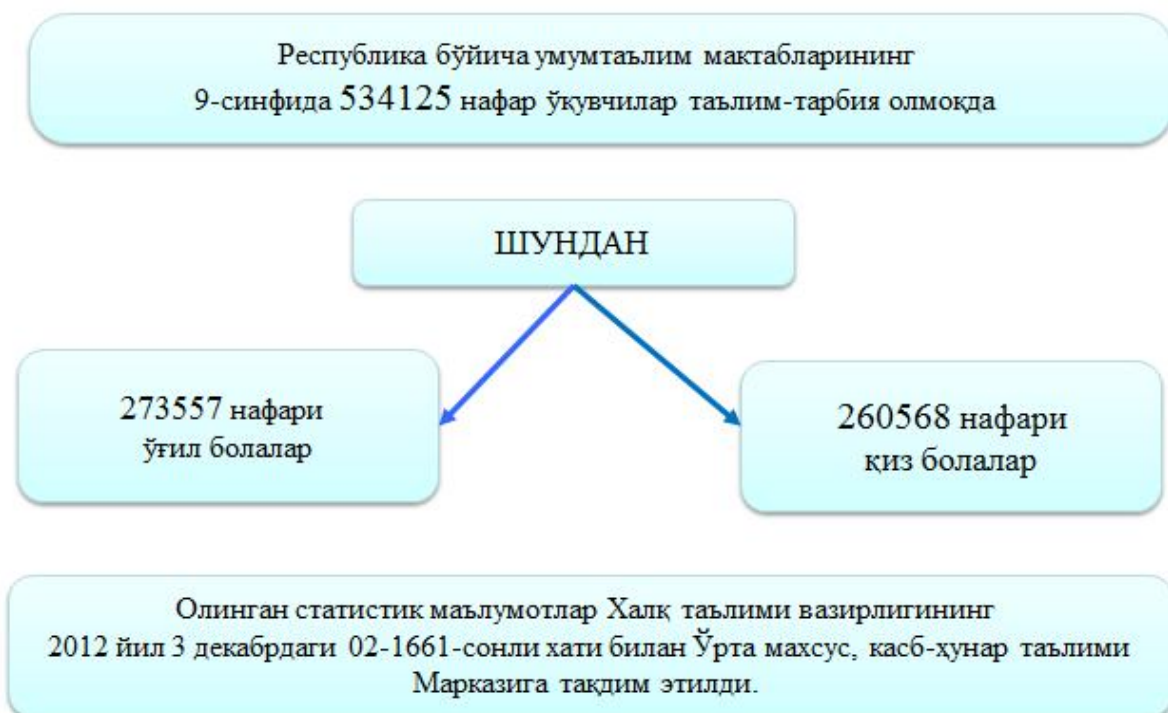 Республика бўйича умумтаълим мактабларининг
9-синфида 534125 нафар ўқувчилар таълим-тарбия олмоқда
ШУНДАН
273557 нафари
ўғил болалар
260568 нафари
қиз болалар
Олинган статистик маълумотлар Халқ таълими вазирлигининг
2012 йил 3 декабрдаги 02-1661-сонли хати билан Ўрта махсус, касб-ҳунар таълими
Марказига тақдим этилди.